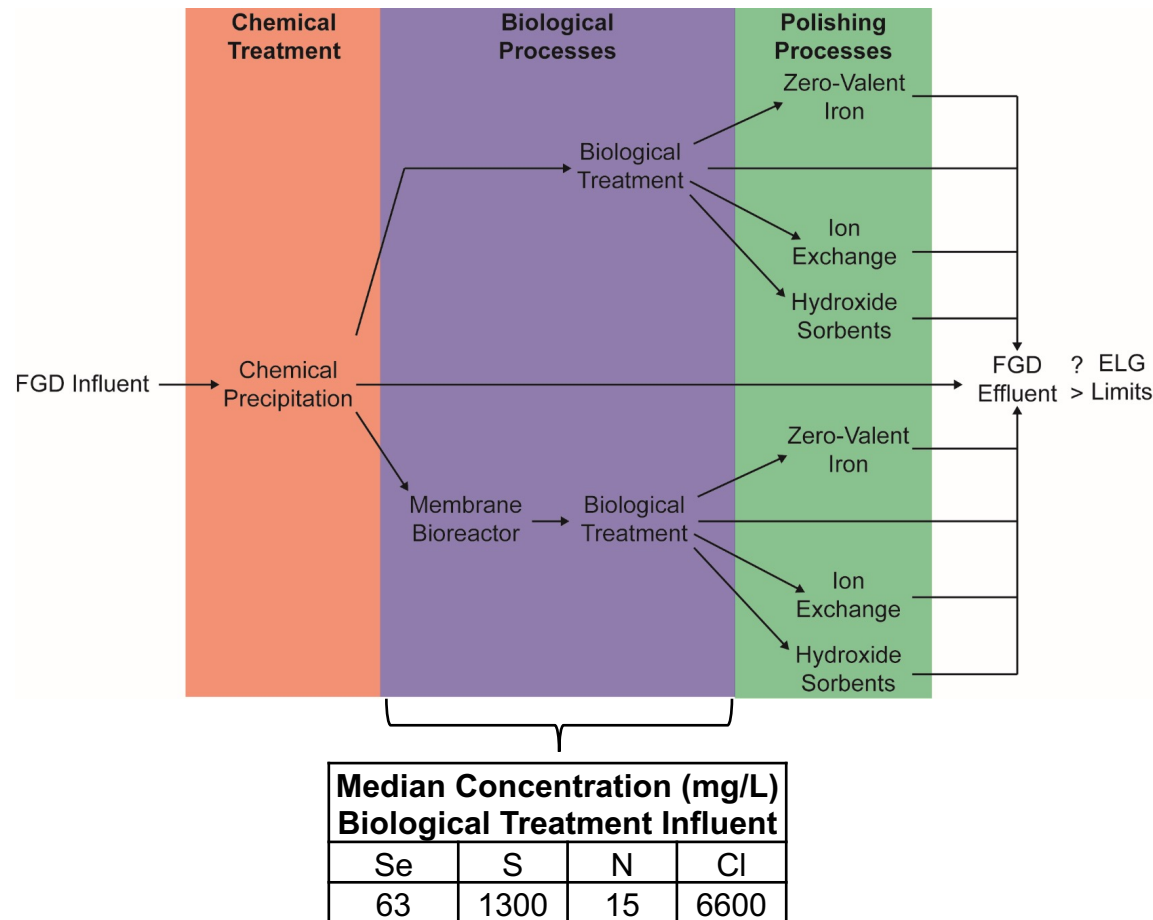 Chemical
Treatment
Biological
Processes
Polishing
Processes
Zero-Valent
Iron
Biological
Treatment
Ion
Exchange
Hydroxide
Sorbents
FGD Influent
Chemical
Precipitation
FGD ? ELG
Effluent > Limits
Zero-Valent
Iron
Membrane
Bioreactor
Biological
Treatment
Ion
Exchange
Hydroxide
Sorbents
Median Concentration (mg/L)
Biological Treatment Influent
Se S N Cl
63 1300 15 6600